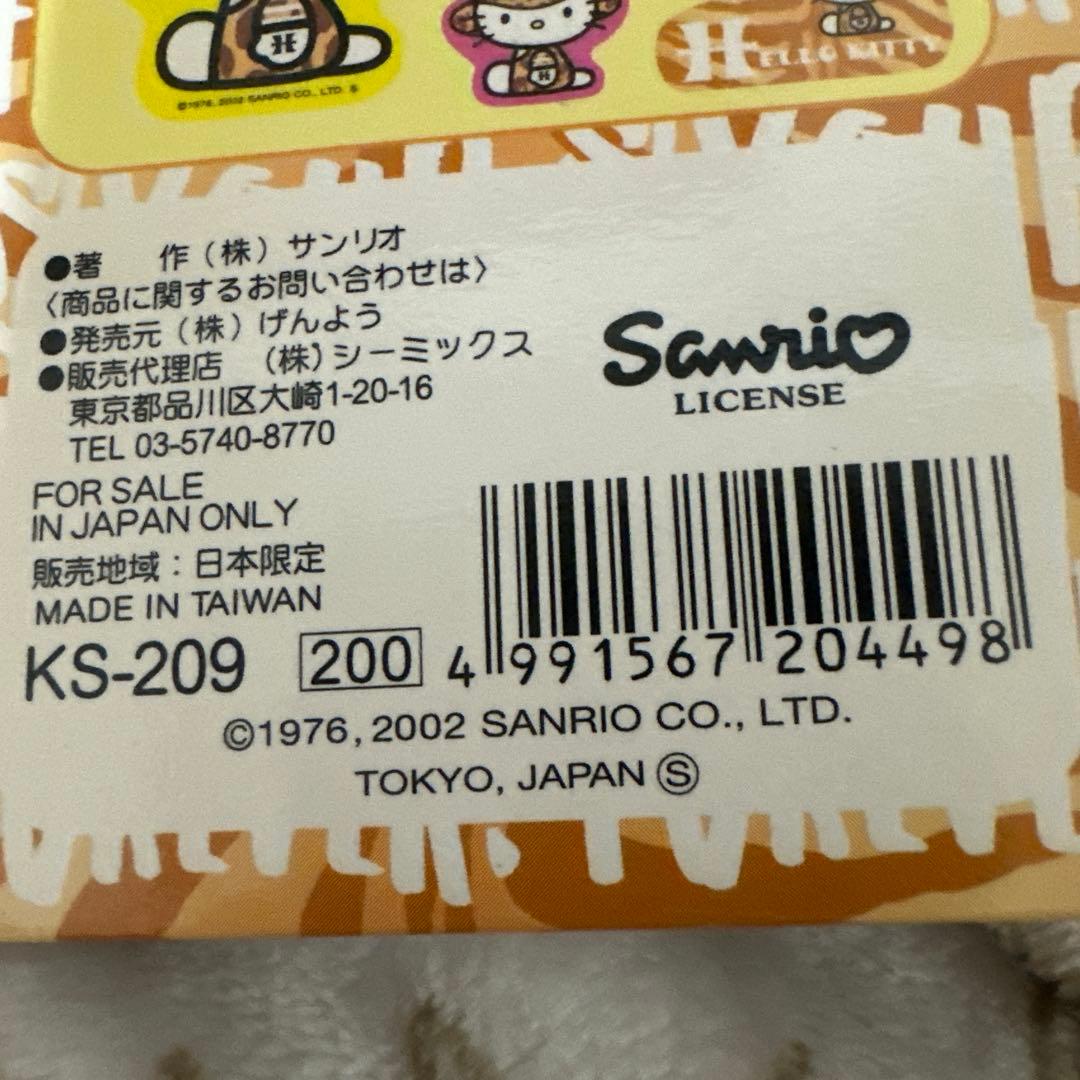 H
©1976, 2002 SANRIO CO., LTD. S
H
HELLO KITTY
●著　作（株）サンリオ
〈商品に関するお問い合わせは〉
●発売元（株）げんよう
●販売代理店　（株）シーミックス
東京都品川区大崎1-20-16
TEL 03-5740-8770
Sanrio
LICENSE
FOR SALE
IN JAPAN ONLY
販売地域：日本限定
MADE IN TAIWAN
KS-209 200 4 991567 204498
©1976, 2002 SANRIO CO., LTD.
TOKYO, JAPAN Ⓢ